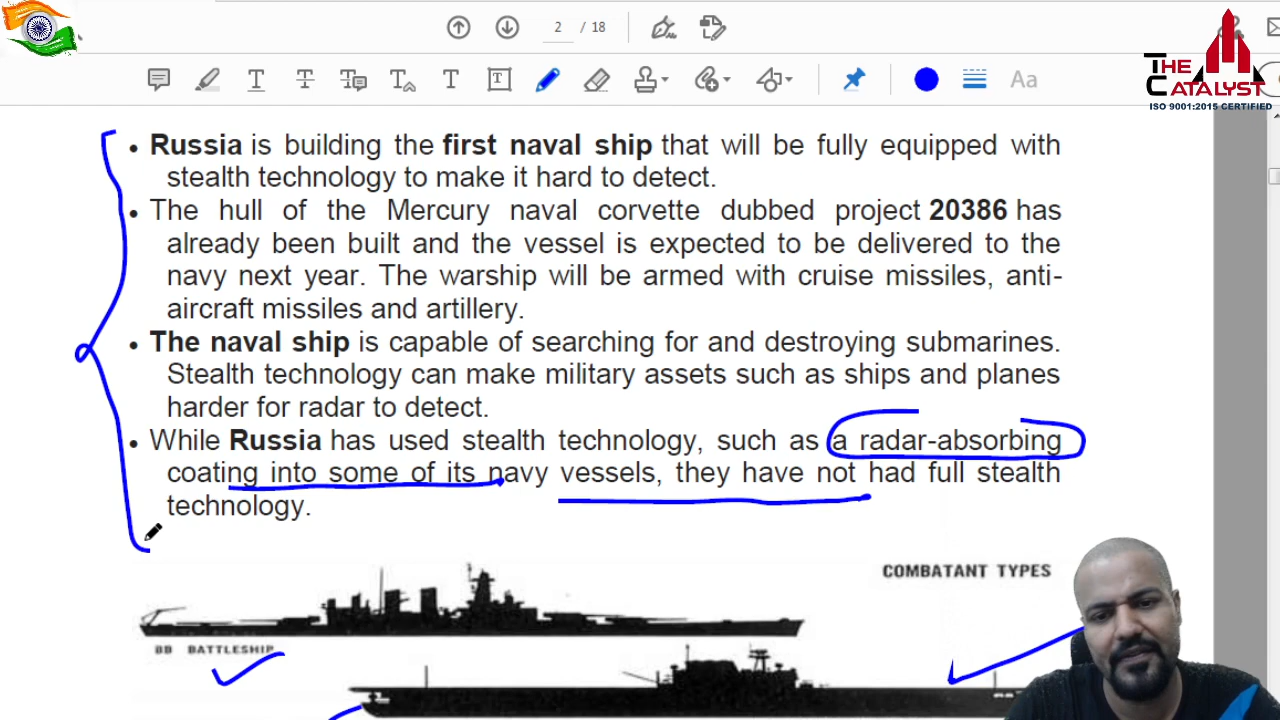 2 / 18
Aa
THE
CATALYST
ISO 9001:2015 CERTIFIED
• Russia is building the first naval ship that will be fully equipped with
stealth technology to make it hard to detect.
• The hull of the Mercury naval corvette dubbed project 20386 has
already been built and the vessel is expected to be delivered to the
navy next year. The warship will be armed with cruise missiles, anti-
aircraft missiles and artillery.
• The naval ship is capable of searching for and destroying submarines.
Stealth technology can make military assets such as ships and planes
harder for radar to detect.
• While Russia has used stealth technology, such as a radar-absorbing
coating into some of its navy vessels, they have not had full stealth
technology.
COMBATANT TYPES
BB BATTLESHIP